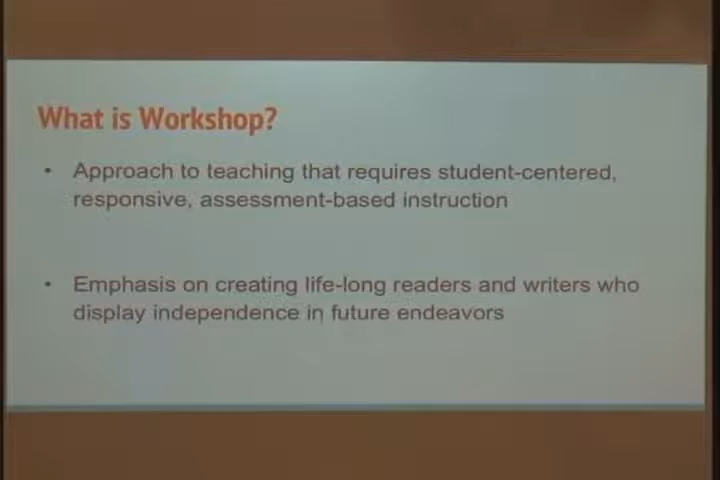 What is Workshop?
• Approach to teaching that requires student-centered,
responsive, assessment-based instruction
• Emphasis on creating life-long readers and writers who
display independence in future endeavors